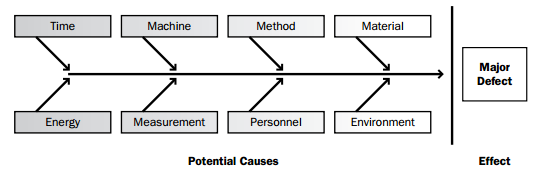 Time
Machine
Method
Material
Major
Defect
Energy
Measurement
Personnel
Environment
Potential Causes
Effect